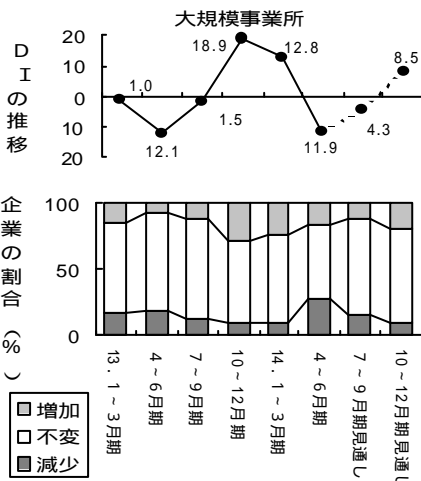 大規模事業所
DIの推移
20
10
0
10
20
1.0
12.1
1.5
18.9
12.8
11.9
4.3
8.5
企業の割合（%）
100
50
0
13．1～3月期
4～6月期
7～9月期
10～12月期
14．1～3月期
4～6月期
7～9月期見通し
10～12月期見通し
増加
不変
減少